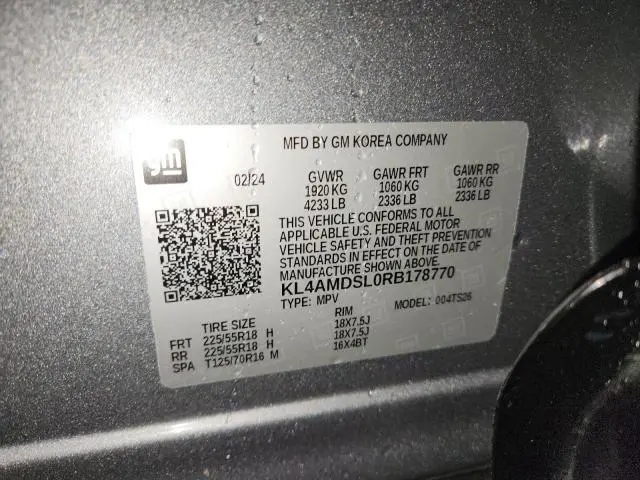 gm
MFD BY GM KOREA COMPANY
02/24 GVWR GAWR FRT GAWR RR
1920 KG 1060 KG 1060 KG
4233 LB 2336 LB 2336 LB
THIS VEHICLE CONFORMS TO ALL
APPLICABLE U.S. FEDERAL MOTOR
VEHICLE SAFETY AND THEFT PREVENTION
STANDARDS IN EFFECT ON THE DATE OF
MANUFACTURE SHOWN ABOVE.
KL4AMDSL0RB178770
TYPE: MPV MODEL: 004TS26
TIRE SIZE RIM
FRT 225/55R18 H 18X7.5J
RR 225/55R18 H 18X7.5J
SPA T125/70R16 M 16X4BT